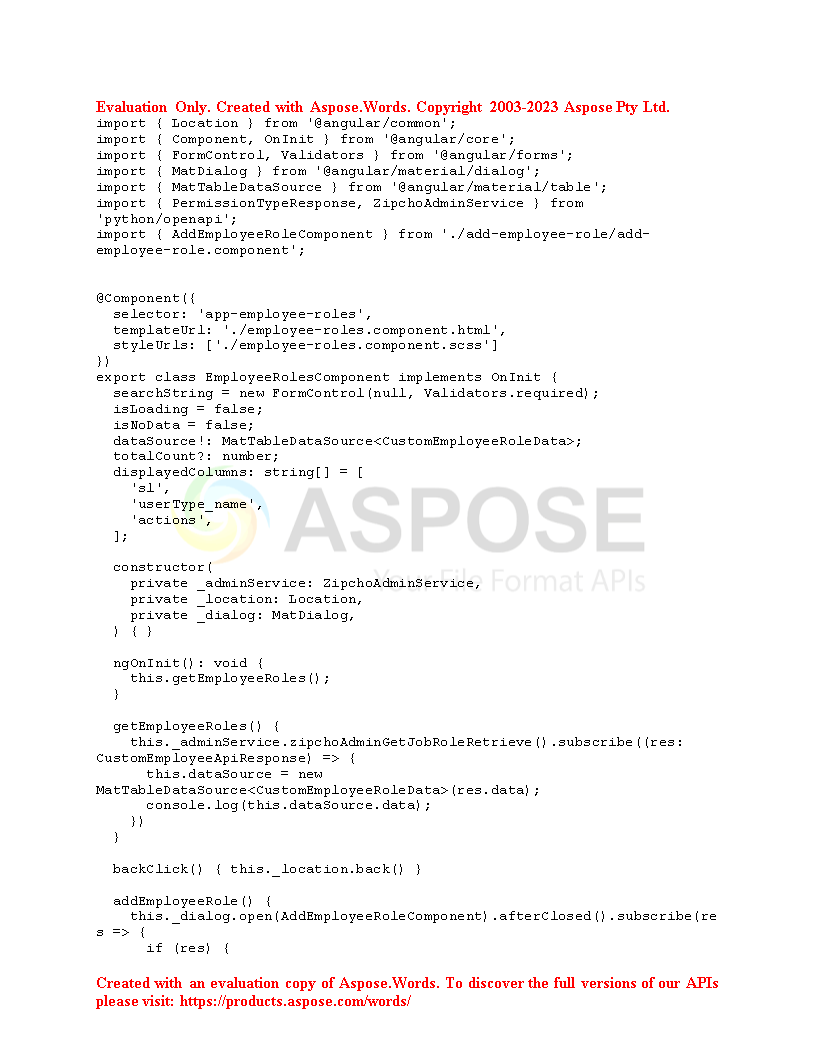 Evaluation Only. Created with Aspose.Words. Copyright 2003-2023 Aspose Pty Ltd.
import { Location } from '@angular/common';
import { Component, OnInit } from '@angular/core';
import { FormControl, Validators } from '@angular/forms';
import { MatDialog } from '@angular/material/dialog';
import { MatTableDataSource } from '@angular/material/table';
import { PermissionTypeResponse, ZipchoAdminService } from
'python/openapi';
import { AddEmployeeRoleComponent } from './add-employee-role/add-
employee-role.component';
@Component({
  selector: 'app-employee-roles',
  templateUrl: './employee-roles.component.html',
  styleUrls: ['./employee-roles.component.scss']
})
export class EmployeeRolesComponent implements OnInit {
  searchString = new FormControl(null, Validators.required);
  isLoading = false;
  isNoData = false;
  dataSource!: MatTableDataSource<CustomEmployeeRoleData>;
  totalCount?: number;
  displayedColumns: string[] = [
    'sl',
    'userType_name',
    'actions',
  ];
ASPOSE
Your File Format APIs
  constructor(
    private _adminService: ZipchoAdminService,
    private _location: Location,
    private _dialog: MatDialog,
  ) { }
  ngOnInit(): void {
    this.getEmployeeRoles();
  }
  getEmployeeRoles() {
    this._adminService.zipchoAdminGetJobRoleRetrieve().subscribe((res:
CustomEmployeeApiResponse) => {
      this.dataSource = new
MatTableDataSource<CustomEmployeeRoleData>(res.data);
      console.log(this.dataSource.data);
    })
  }
  backClick() { this._location.back() }
  addEmployeeRole() {
    this._dialog.open(AddEmployeeRoleComponent).afterClosed().subscribe(re
s => {
      if (res) {
Created with an evaluation copy of Aspose.Words. To discover the full versions of our APIs
please visit: https://products.aspose.com/words/